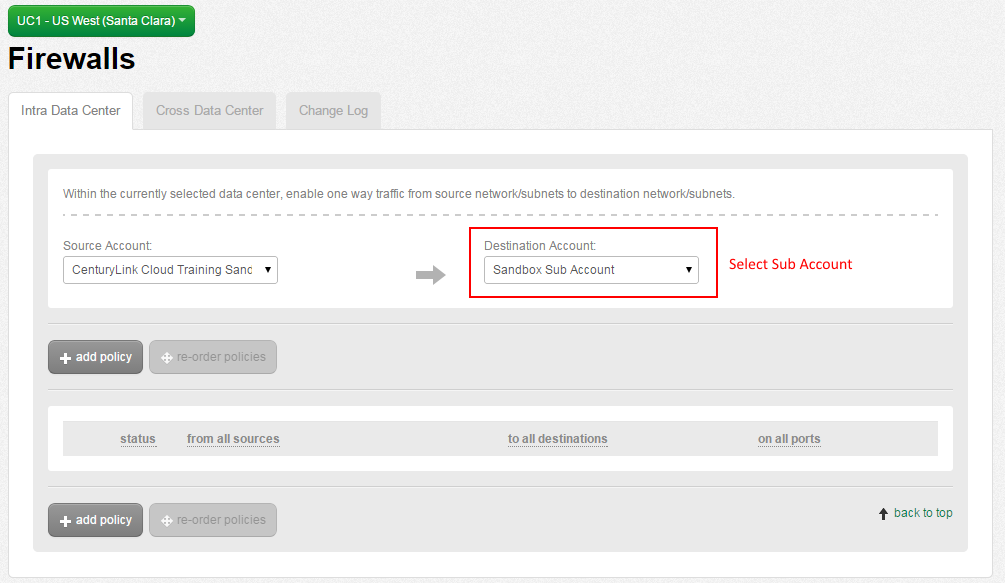 UC1 - US West (Santa Clara)
Firewalls
Intra Data Center
Cross Data Center
Change Log
Within the currently selected data center, enable one way traffic from source network/subnets to destination network/subnets.
Source Account:
Destination Account:
CenturyLink Cloud Training Sanc
Sandbox Sub Account
Select Sub Account
add policy
re-order policies
status
from all sources
to all destinations
on all ports
add policy
re-order policies
back to top